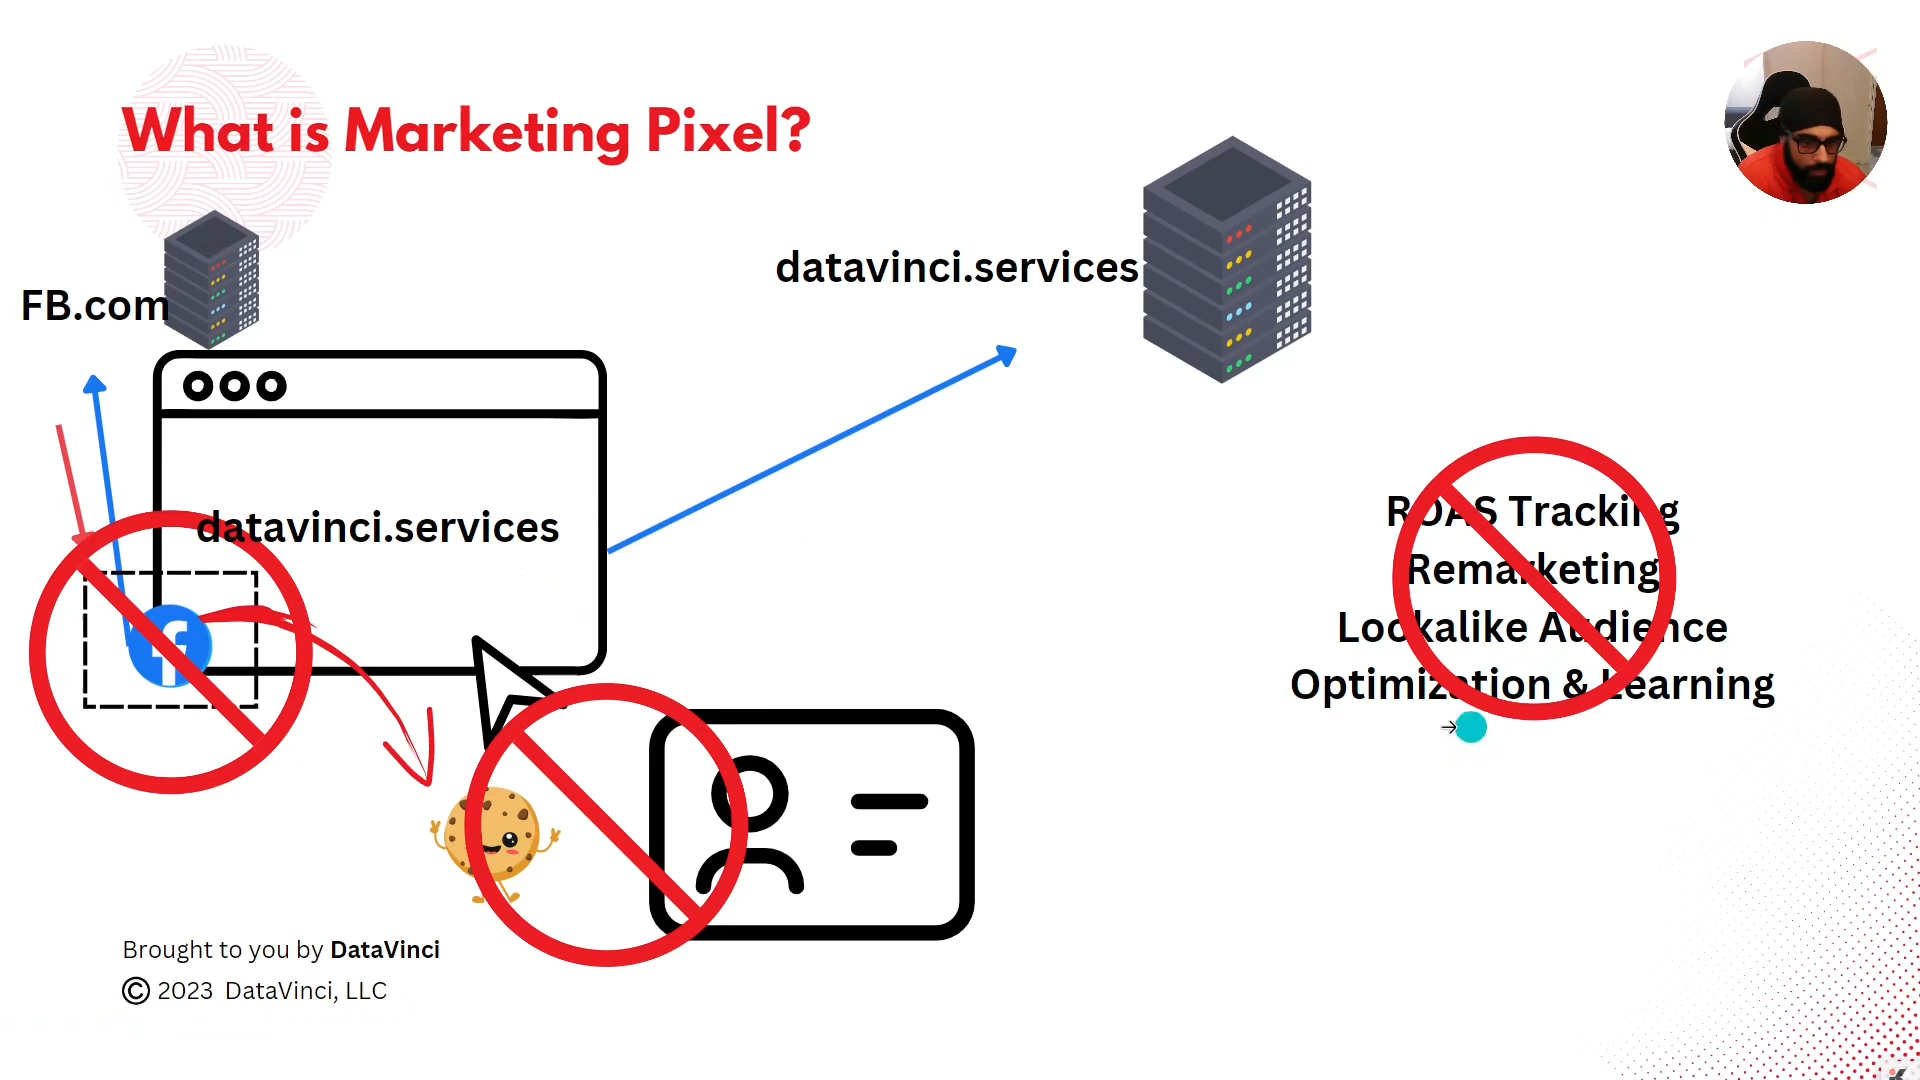 What is Marketing Pixel?
FB.com
datavinci.services
datavinci.services
ROAS Tracking
Remarketing
Lookalike Audience
Optimization & Learning
Brought to you by DataVinci
© 2023 DataVinci, LLC